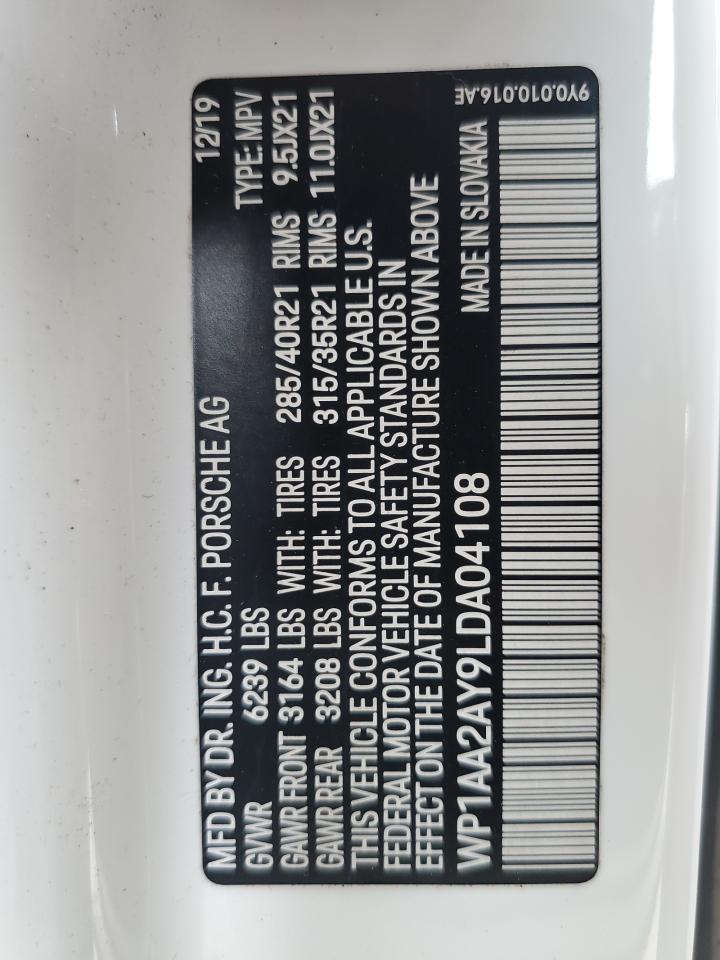 MFD BY DR. ING. H.C. F. PORSCHE AG 12/19
GVWR 6239 LBS TYPE: MPV
GAWR FRONT 3164 LBS WITH: TIRES 285/40R21 RIMS 9.5JX21
GAWR REAR 3208 LBS WITH: TIRES 315/35R21 RIMS 11.0JX21
THIS VEHICLE CONFORMS TO ALL APPLICABLE U.S.
FEDERAL MOTOR VEHICLE SAFETY STANDARDS IN
EFFECT ON THE DATE OF MANUFACTURE SHOWN ABOVE
WP1AA2AY9LDA04108 MADE IN SLOVAKIA
9Y0.010.016.AE